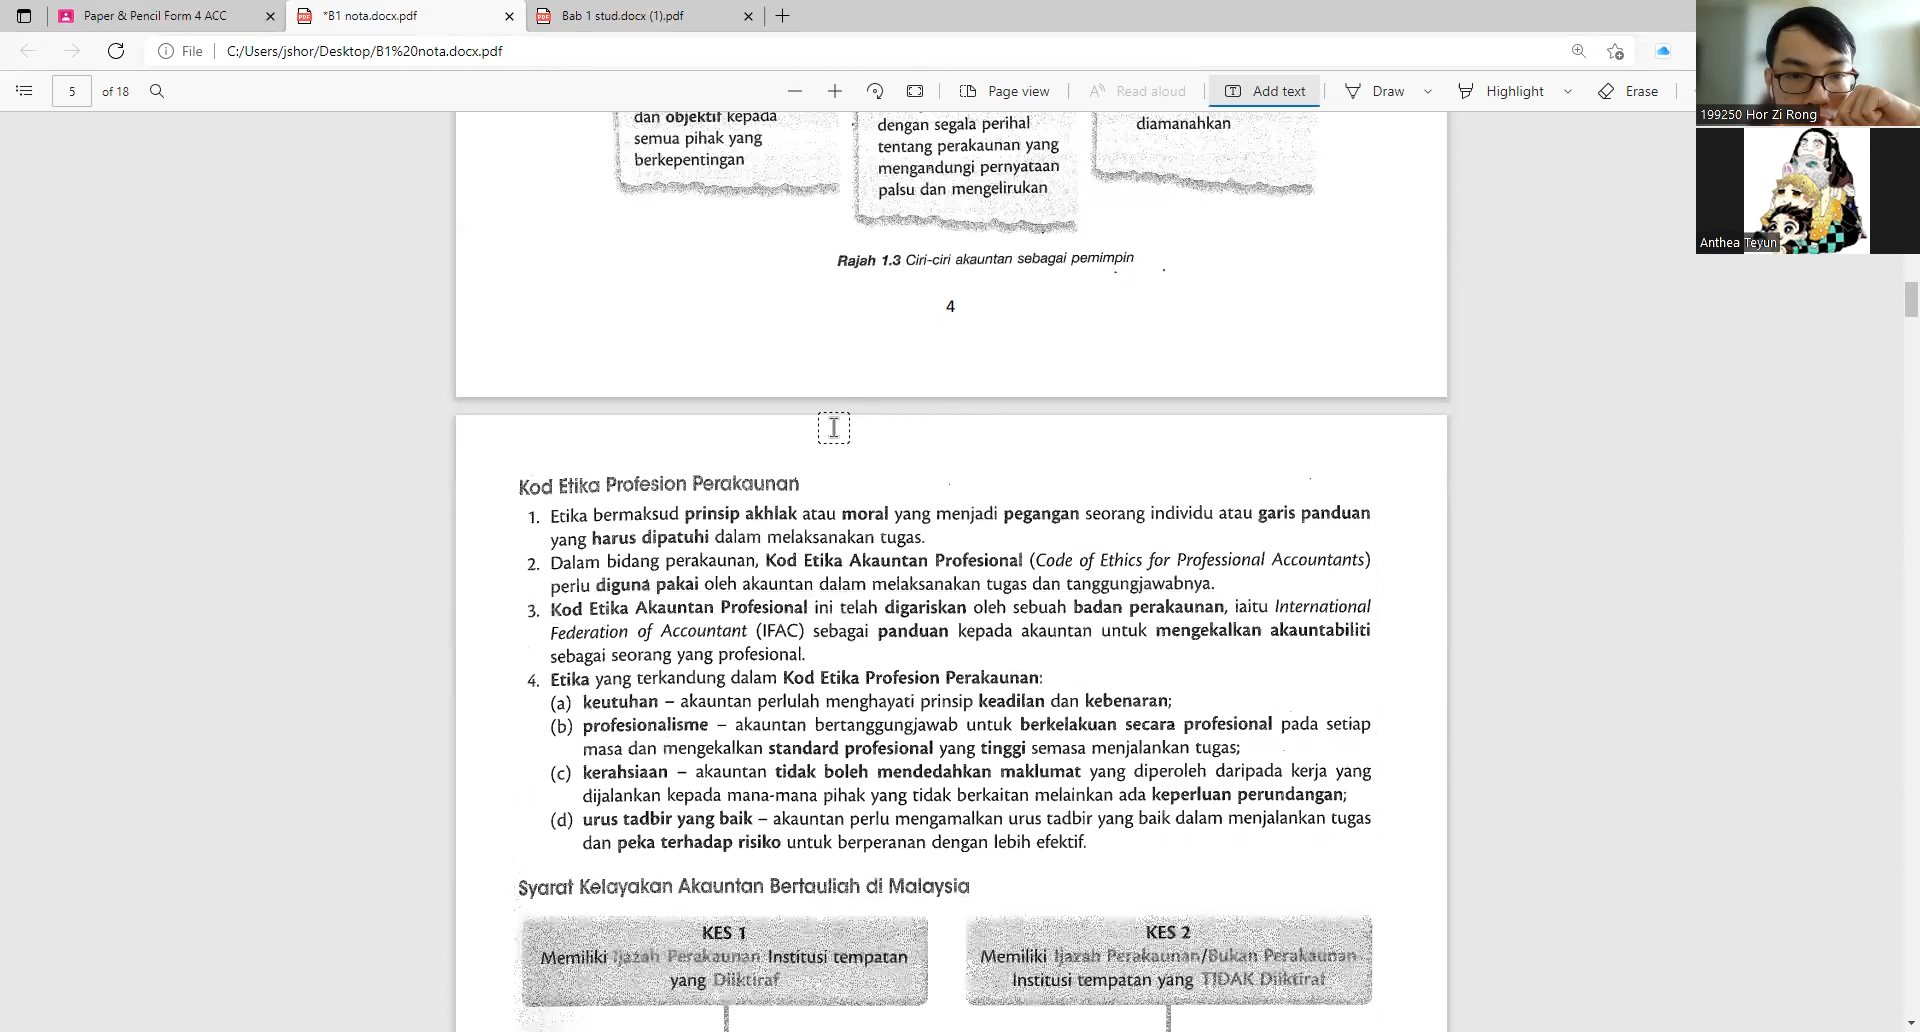 Paper & Pencil Form 4 ACC
*B1 nota.docx.pdf
Bab 1 stud.docx (1).pdf
File
C:/Users/jshor/Desktop/B1%20nota.docx.pdf
5 of 18
Page view
Read aloud
Add text
Draw
Highlight
Erase
199250 Hor Zi Rong
Anthea Teyun
dan objektif kepada
semua pihak yang
berkepentingan
dengan segala perihal
tentang perakaunan yang
mengandungi pernyataan
palsu dan mengelirukan
diamanahkan
Rajah 1.3 Ciri-ciri akauntan sebagai pemimpin
4
Kod Etika Profesion Perakaunan
1. Etika bermaksud prinsip akhlak atau moral yang menjadi pegangan seorang individu atau garis panduan
yang harus dipatuhi dalam melaksanakan tugas.
2. Dalam bidang perakaunan, Kod Etika Akauntan Profesional (Code of Ethics for Professional Accountants)
perlu diguna pakai oleh akauntan dalam melaksanakan tugas dan tanggungjawabnya.
3. Kod Etika Akauntan Profesional ini telah digariskan oleh sebuah badan perakaunan, iaitu International
Federation of Accountant (IFAC) sebagai panduan kepada akauntan untuk mengekalkan akauntabiliti
sebagai seorang yang profesional.
4. Etika yang terkandung dalam Kod Etika Profesion Perakaunan:
(a) keutuhan – akauntan perlulah menghayati prinsip keadilan dan kebenaran;
(b) profesionalisme – akauntan bertanggungjawab untuk berkelakuan secara profesional pada setiap
masa dan mengekalkan standard profesional yang tinggi semasa menjalankan tugas;
(c) kerahsiaan – akauntan tidak boleh mendedahkan maklumat yang diperoleh daripada kerja yang
dijalankan kepada mana-mana pihak yang tidak berkaitan melainkan ada keperluan perundangan;
(d) urus tadbir yang baik – akauntan perlu mengamalkan urus tadbir yang baik dalam menjalankan tugas
dan peka terhadap risiko untuk berperanan dengan lebih efektif.
Syarat Kelayakan Akauntan Bertauliah di Malaysia
KES 1
Memiliki Ijazah Perakaunan Institusi tempatan
yang Diiktiraf
KES 2
Memiliki Ijazah Perakaunan/Bukan Perakaunan
Institusi tempatan yang TIDAK Diiktiraf